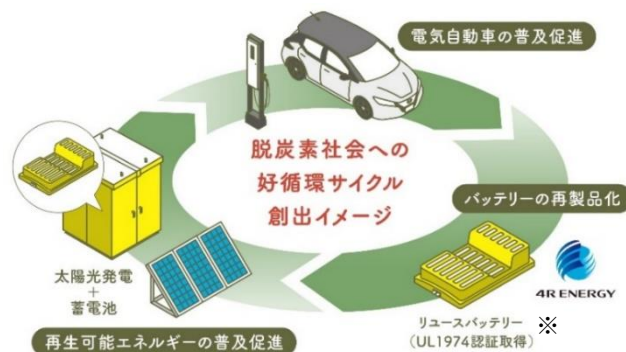 電気自動車の普及促進
脱炭素社会への
好循環サイクル
創出イメージ
バッテリーの再製品化
4R ENERGY
リユースバッテリー ※
(UL1974認証取得)
太陽光発電
+
蓄電池
再生可能エネルギーの普及促進